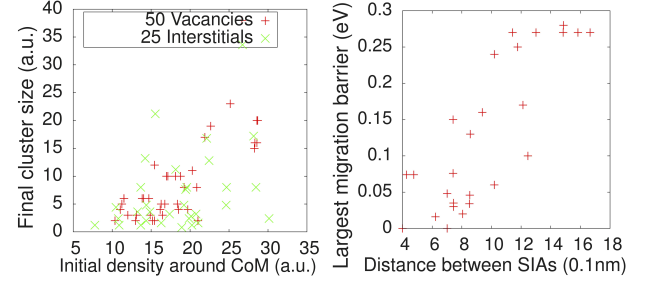 50 Vacancies
25 Interstitials
Final cluster size (a.u.)
40
35
30
25
20
15
10
5
0
5 10 15 20 25 30 35
Initial density around CoM (a.u.)
Largest migration barrier (eV)
0.3
0.25
0.2
0.15
0.1
0.05
0
4 6 8 10 12 14 16 18
Distance between SIAs (0.1nm)